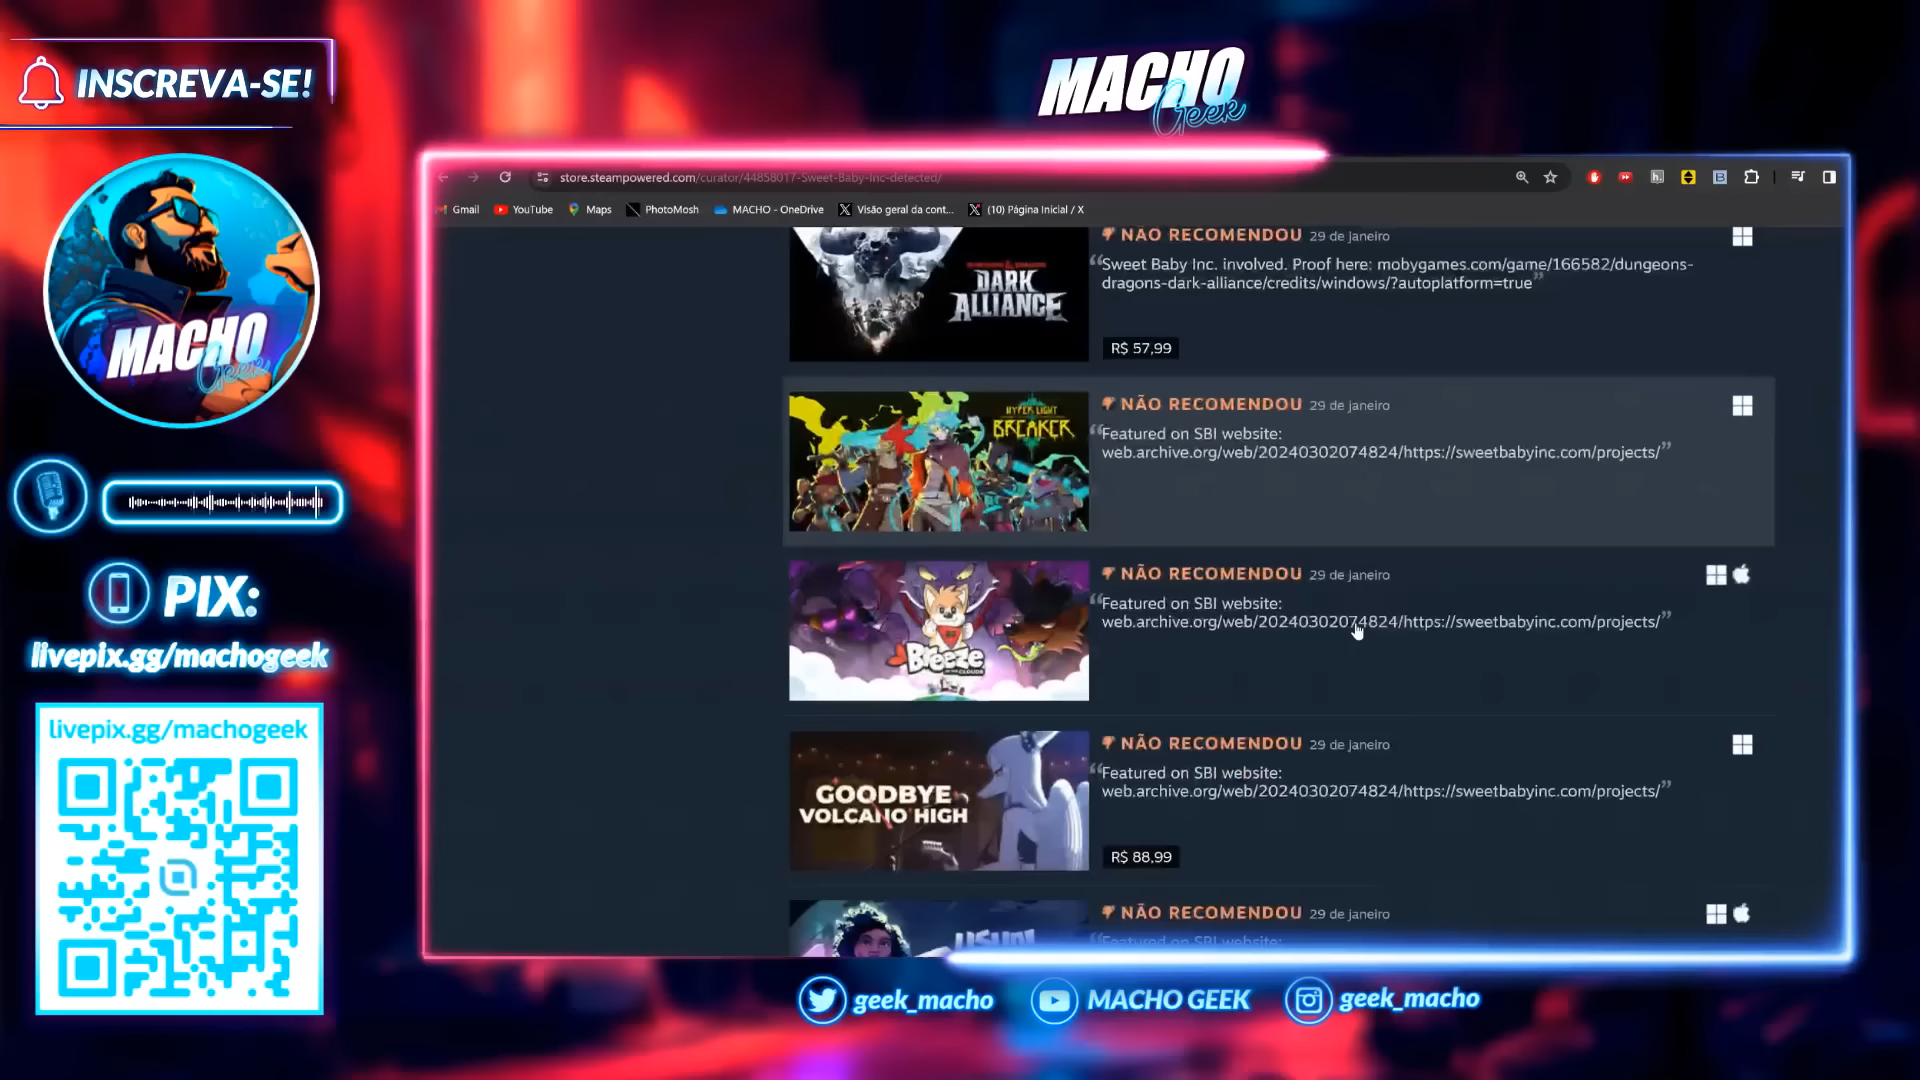 INSCREVA-SE!
MACHO
Geek
MACHO
Geek
PIX:
livepix.gg/machogeek
livepix.gg/machogeek
store.steampowered.com/curator/44858017-Sweet-Baby-Inc-detected/
Gmail YouTube Maps PhotoMosh MACHO - OneDrive Visão geral da cont... (10) Página Inicial / X
DARK
ALLIANCE
NÃO RECOMENDOU 29 de janeiro
“Sweet Baby Inc. involved. Proof here: mobygames.com/game/166582/dungeons-
dragons-dark-alliance/credits/windows/?autoplatform=true”
R$ 57,99
HYPER LIGHT
BREAKER
NÃO RECOMENDOU 29 de janeiro
“Featured on SBI website:
web.archive.org/web/20240302074824/https://sweetbabyinc.com/projects/”
Breeze
IN THE CLOUDS
NÃO RECOMENDOU 29 de janeiro
“Featured on SBI website:
web.archive.org/web/20240302074824/https://sweetbabyinc.com/projects/”
GOODBYE
VOLCANO HIGH
NÃO RECOMENDOU 29 de janeiro
“Featured on SBI website:
web.archive.org/web/20240302074824/https://sweetbabyinc.com/projects/”
R$ 88,99
NÃO RECOMENDOU 29 de janeiro
“Featured on SBI website:
geek_macho MACHO GEEK geek_macho